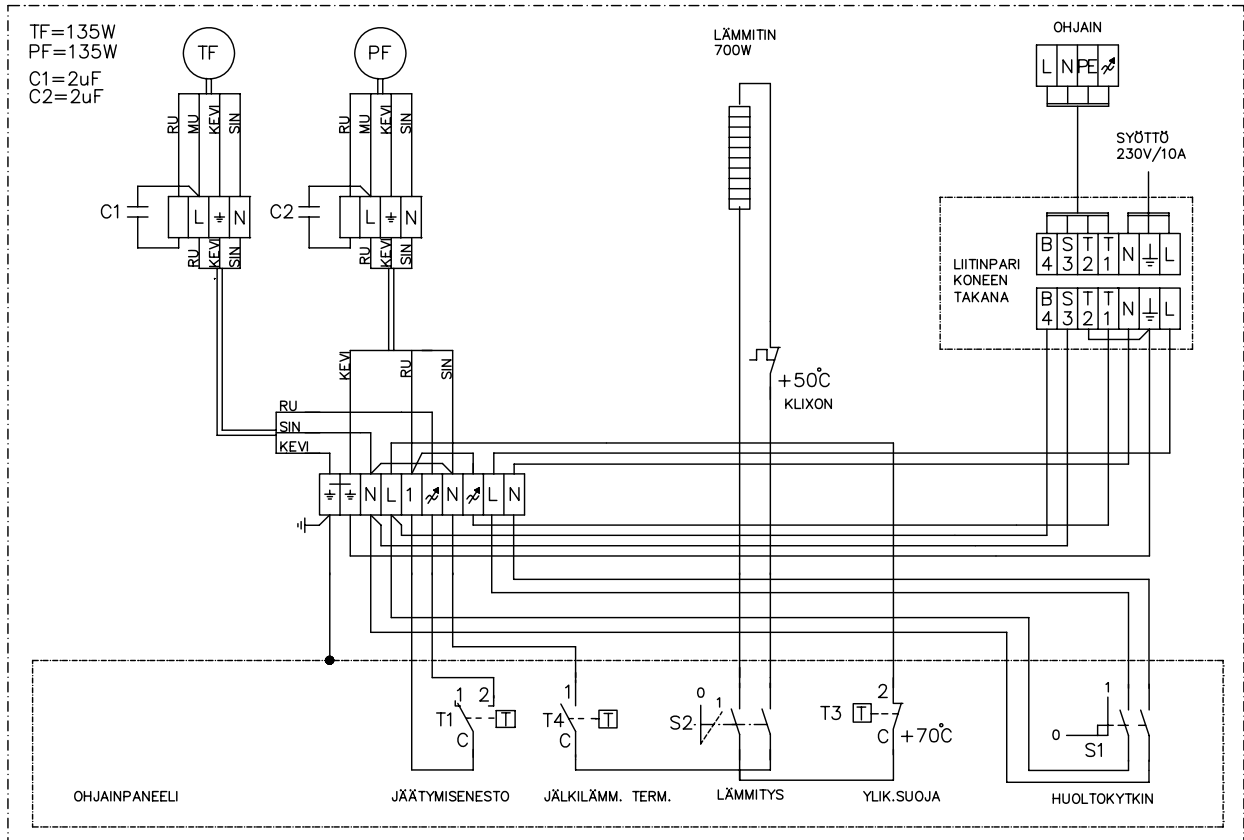 TF=135W
PF=135W
C1=2uF
C2=2uF
TF
PF
LÄMMITIN
700W
OHJAIN
L N PE
SYÖTTÖ
230V/10A
RU MU KEVI SIN
RU MU KEVI SIN
C1
L N
C2
L N
RU KEVI SIN
RU KEVI SIN
LIITINPARI
KONEEN
TAKANA
B4 S3 T2 T1 N L
B4 S3 T2 T1 N L
KEVI RU SIN
+50°C
KLIXON
RU
SIN
KEVI
N L 1 N L N
1 2
T1 T
C
1
T4 T
C
0 1
S2
2
T3 T
C +70°C
1
0 S1
OHJAINPANEELI
JÄÄTYMISENESTO
JÄLKILÄMM. TERM.
LÄMMITYS
YLIK.SUOJA
HUOLTOKYTKIN